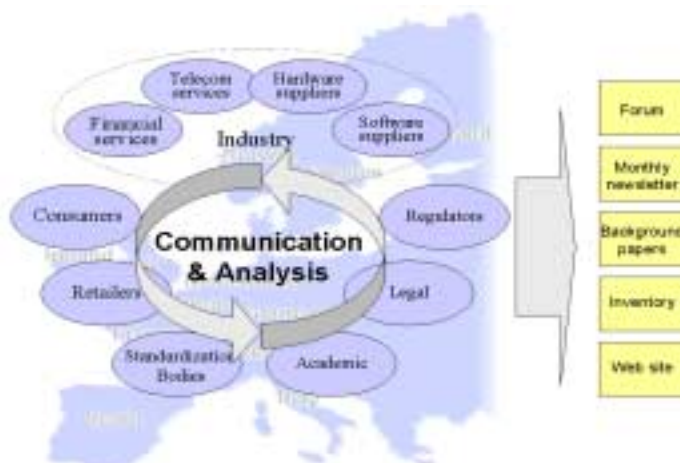 Telecom
services
Hardware
suppliers
Financial
services
Software
suppliers
Industry
Consumers
Regulators
Communication
& Analysis
Retailers
Legal
Standardization
Bodies
Academic
Forum
Monthly
newsletter
Background
papers
Inventory
Web site